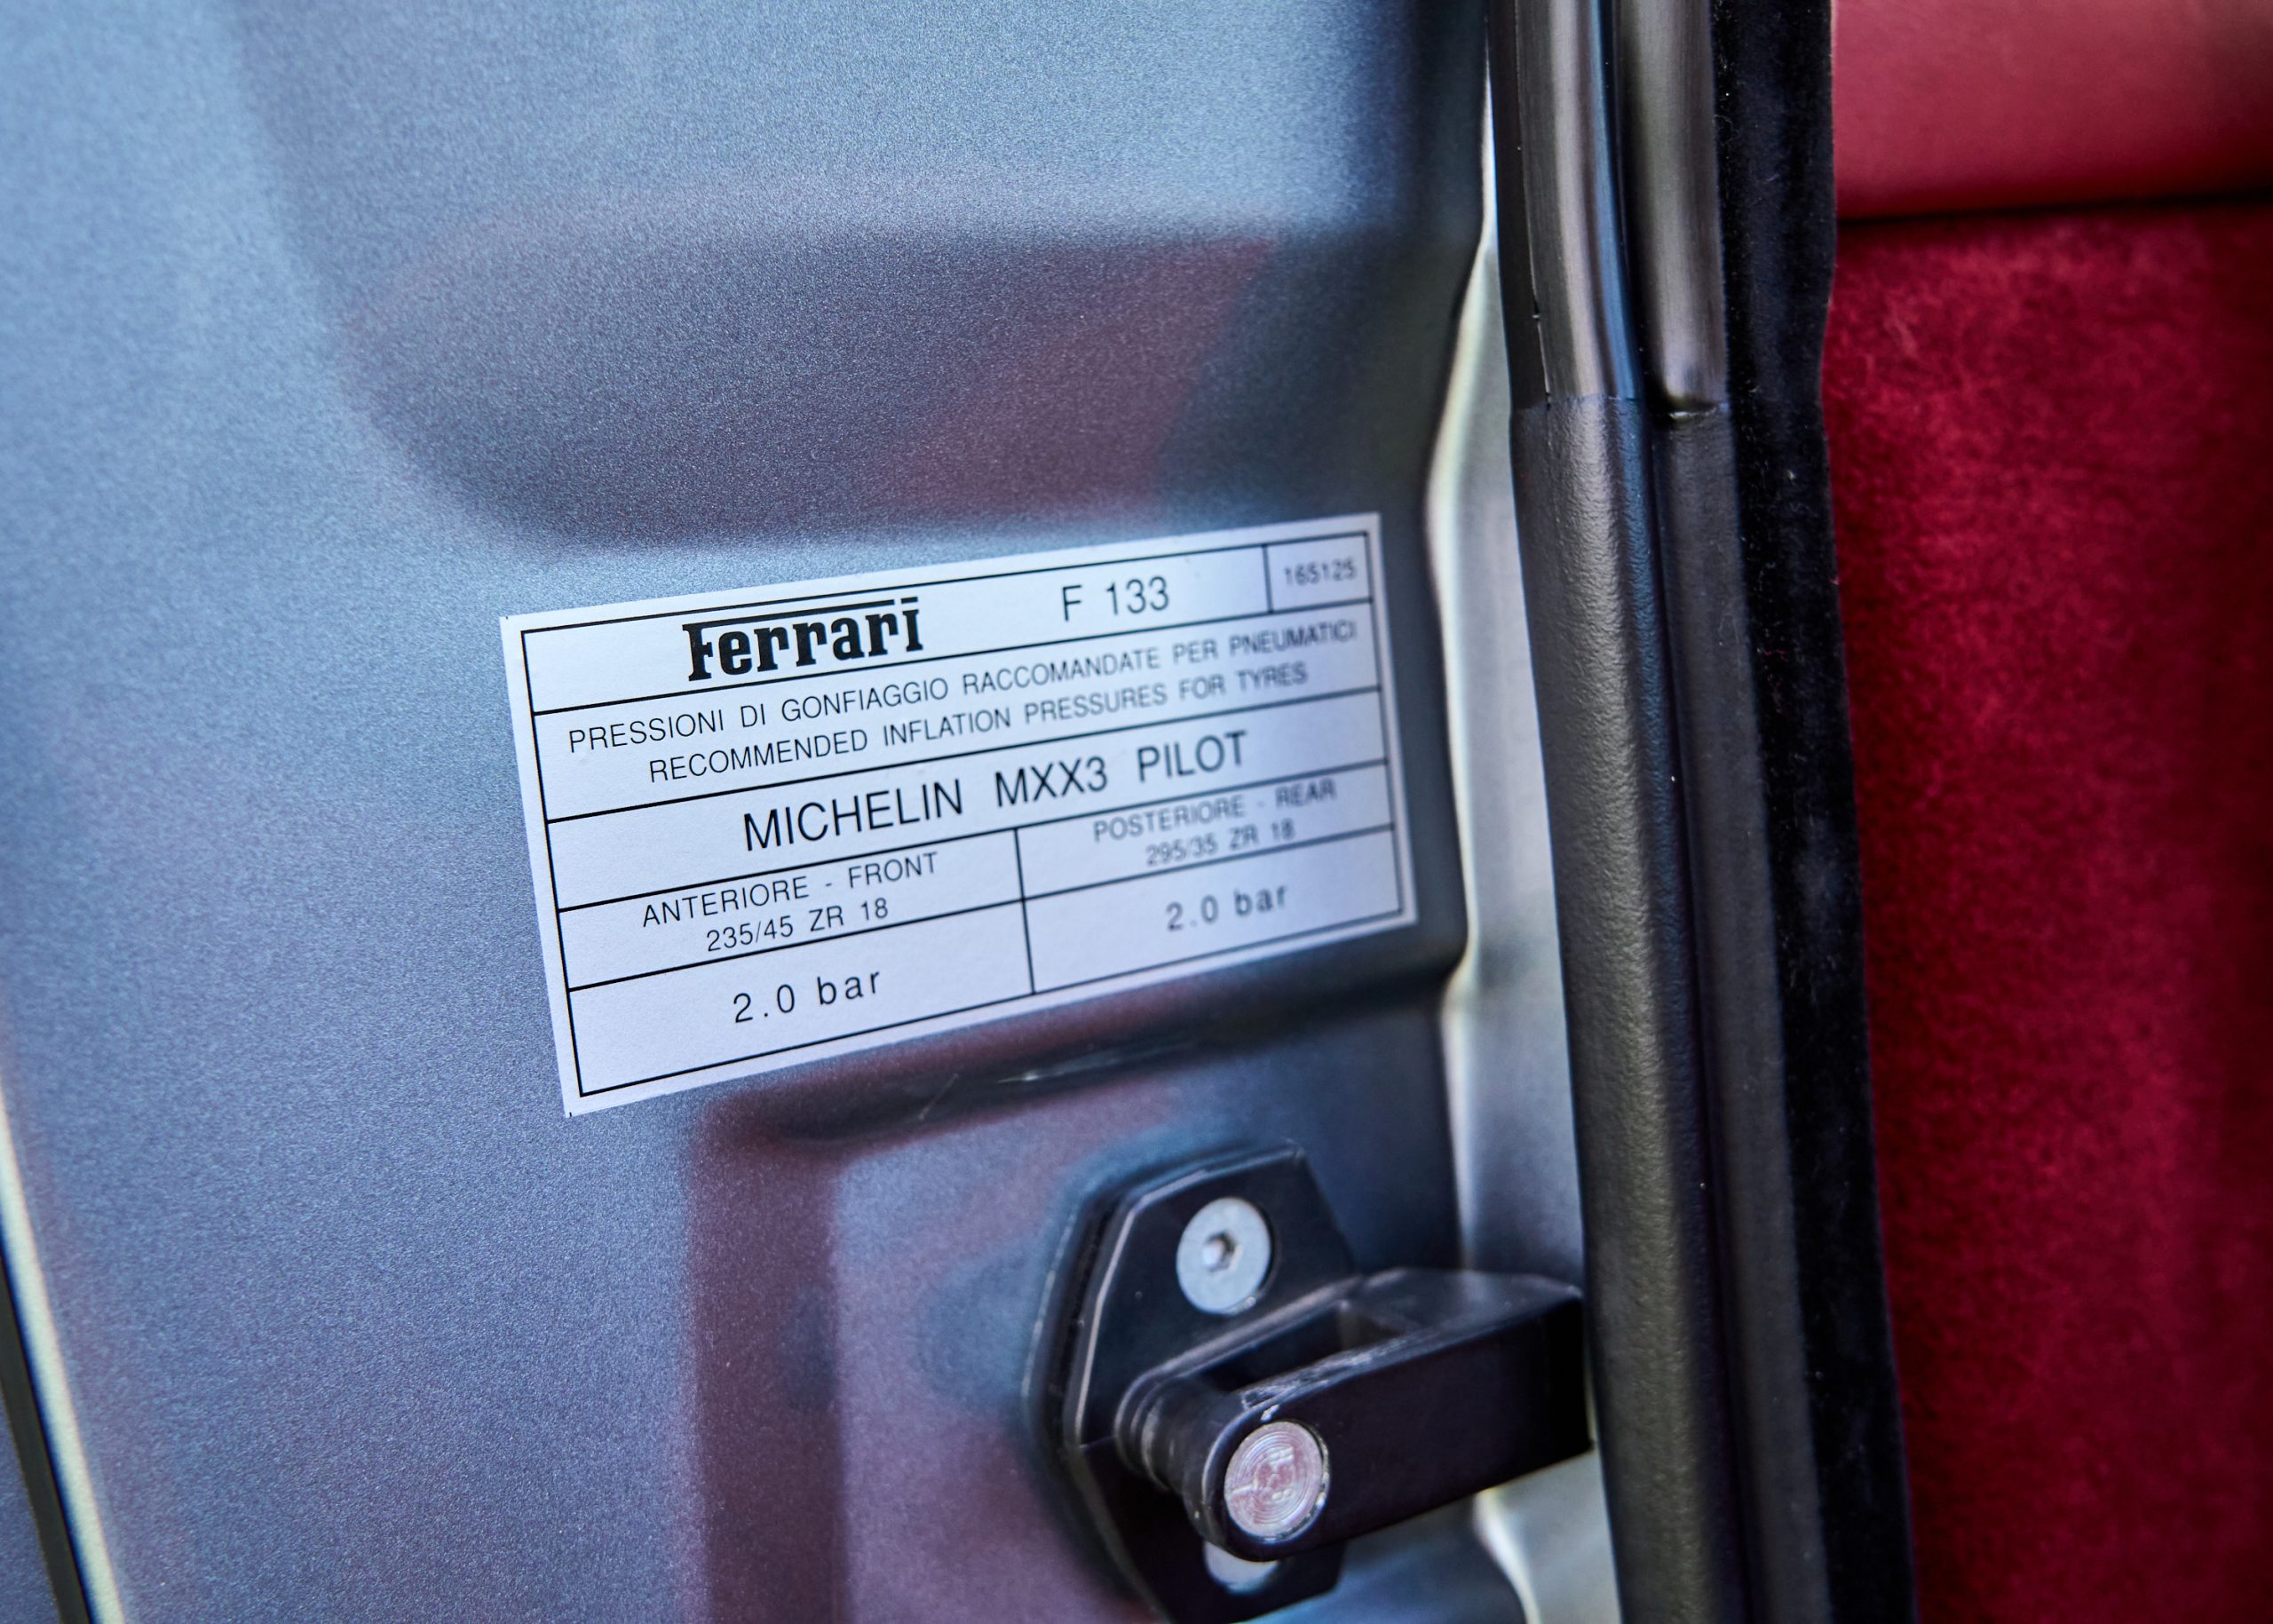 Ferrari F 133 165125
PRESSIONI DI GONFIAGGIO RACCOMANDATE PER PNEUMATICI
RECOMMENDED INFLATION PRESSURES FOR TYRES
MICHELIN MXX3 PILOT
ANTERIORE - FRONT
235/45 ZR 18
POSTERIORE - REAR
295/35 ZR 18
2.0 bar
2.0 bar